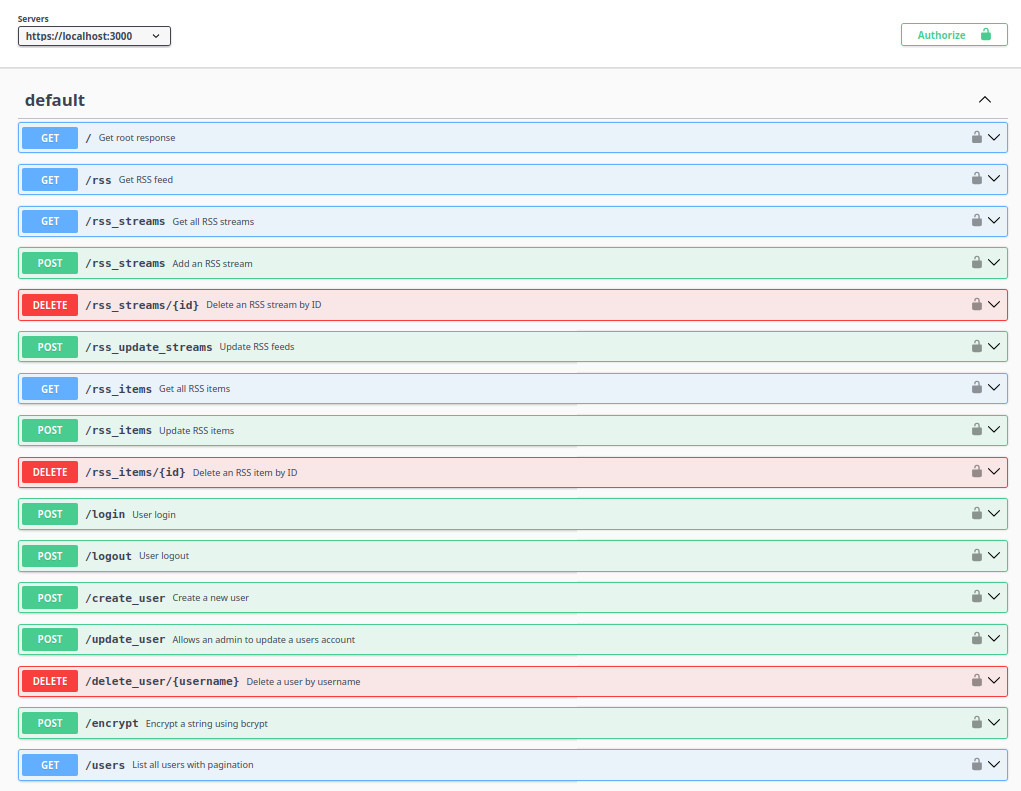 Servers
https://localhost:3000
Authorize
default
GET / Get root response
GET /rss Get RSS feed
GET /rss_streams Get all RSS streams
POST /rss_streams Add an RSS stream
DELETE /rss_streams/{id} Delete an RSS stream by ID
POST /rss_update_streams Update RSS feeds
GET /rss_items Get all RSS items
POST /rss_items Update RSS items
DELETE /rss_items/{id} Delete an RSS item by ID
POST /login User login
POST /logout User logout
POST /create_user Create a new user
POST /update_user Allows an admin to update a users account
DELETE /delete_user/{username} Delete a user by username
POST /encrypt Encrypt a string using bcrypt
GET /users List all users with pagination